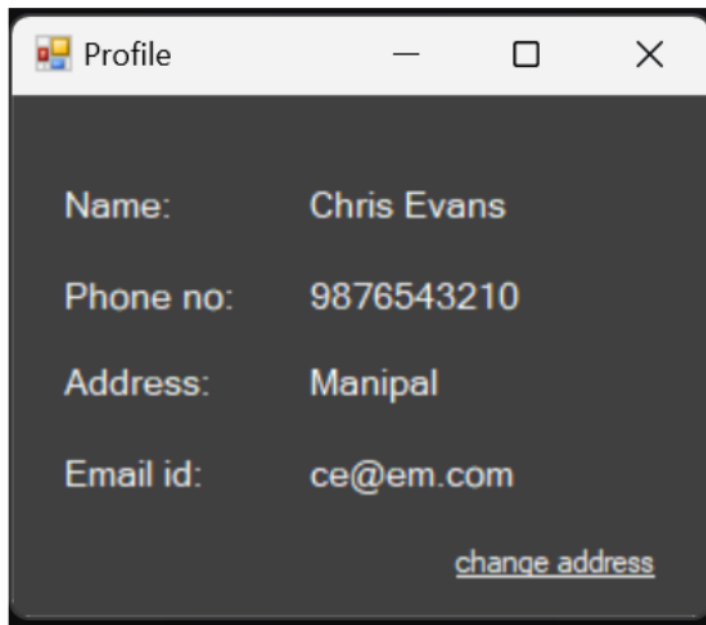 Profile
Name: Chris Evans
Phone no: 9876543210
Address: Manipal
Email id: ce@em.com
change address